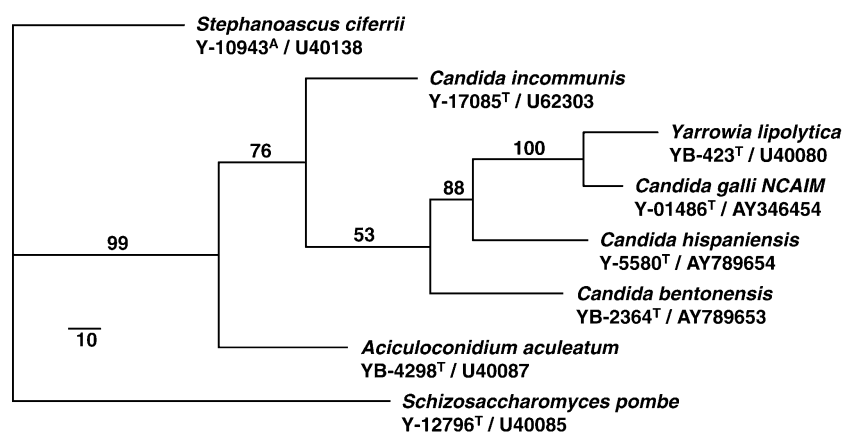 Stephanoascus ciferrii
Y-10943ᴬ / U40138
Candida incommunis
Y-17085ᵀ / U62303
76
Yarrowia lipolytica
YB-423ᵀ / U40080
100
Candida galli NCAIM
Y-01486ᵀ / AY346454
88
Candida hispaniensis
Y-5580ᵀ / AY789654
53
99
Candida bentonensis
YB-2364ᵀ / AY789653
10
Aciculoconidium aculeatum
YB-4298ᵀ / U40087
Schizosaccharomyces pombe
Y-12796ᵀ / U40085